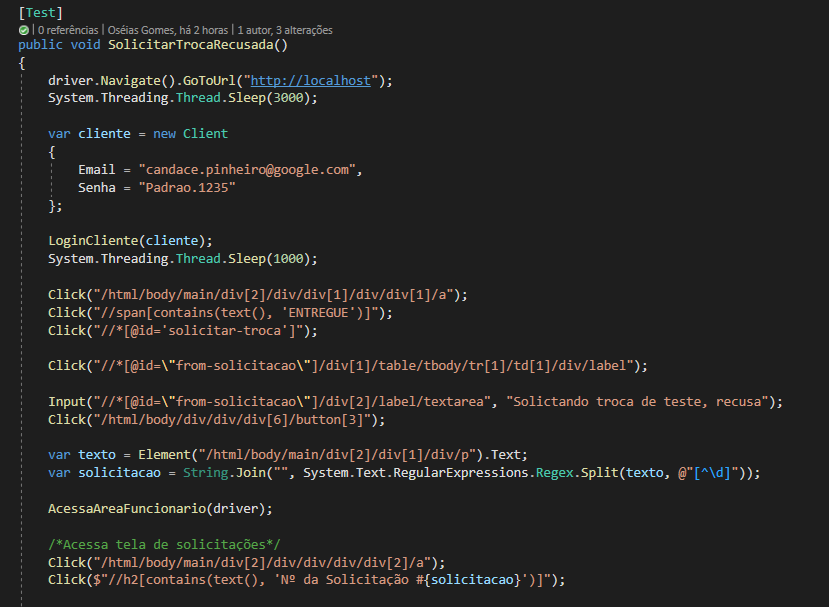 [Test]
| 0 referências | Oséias Gomes, há 2 horas | 1 autor, 3 alterações
public void SolicitarTrocaRecusada()
{
driver.Navigate().GoToUrl("http://localhost");
System.Threading.Thread.Sleep(3000);
var cliente = new Client
{
Email = "candace.pinheiro@google.com",
Senha = "Padrao.1235"
};
LoginCliente(cliente);
System.Threading.Thread.Sleep(1000);
Click("/html/body/main/div[2]/div/div[1]/div/div[1]/a");
Click("//span[contains(text(), 'ENTREGUE')]");
Click("//*[@id='solicitar-troca']");
Click("//*[@id=\"from-solicitacao\"]/div[1]/table/tbody/tr[1]/td[1]/div/label");
Input("//*[@id=\"from-solicitacao\"]/div[2]/label/textarea", "Solictando troca de teste, recusa");
Click("/html/body/div/div/div[6]/button[3]");
var texto = Element("/html/body/main/div[2]/div[1]/div/p").Text;
var solicitacao = String.Join("", System.Text.RegularExpressions.Regex.Split(texto, @"[^\d]"));
AcessaAreaFuncionario(driver);
/*Acessa tela de solicitações*/
Click("/html/body/main/div[2]/div/div/div/div[2]/a");
Click($"//h2[contains(text(), 'Nº da Solicitação #{solicitacao}')]");